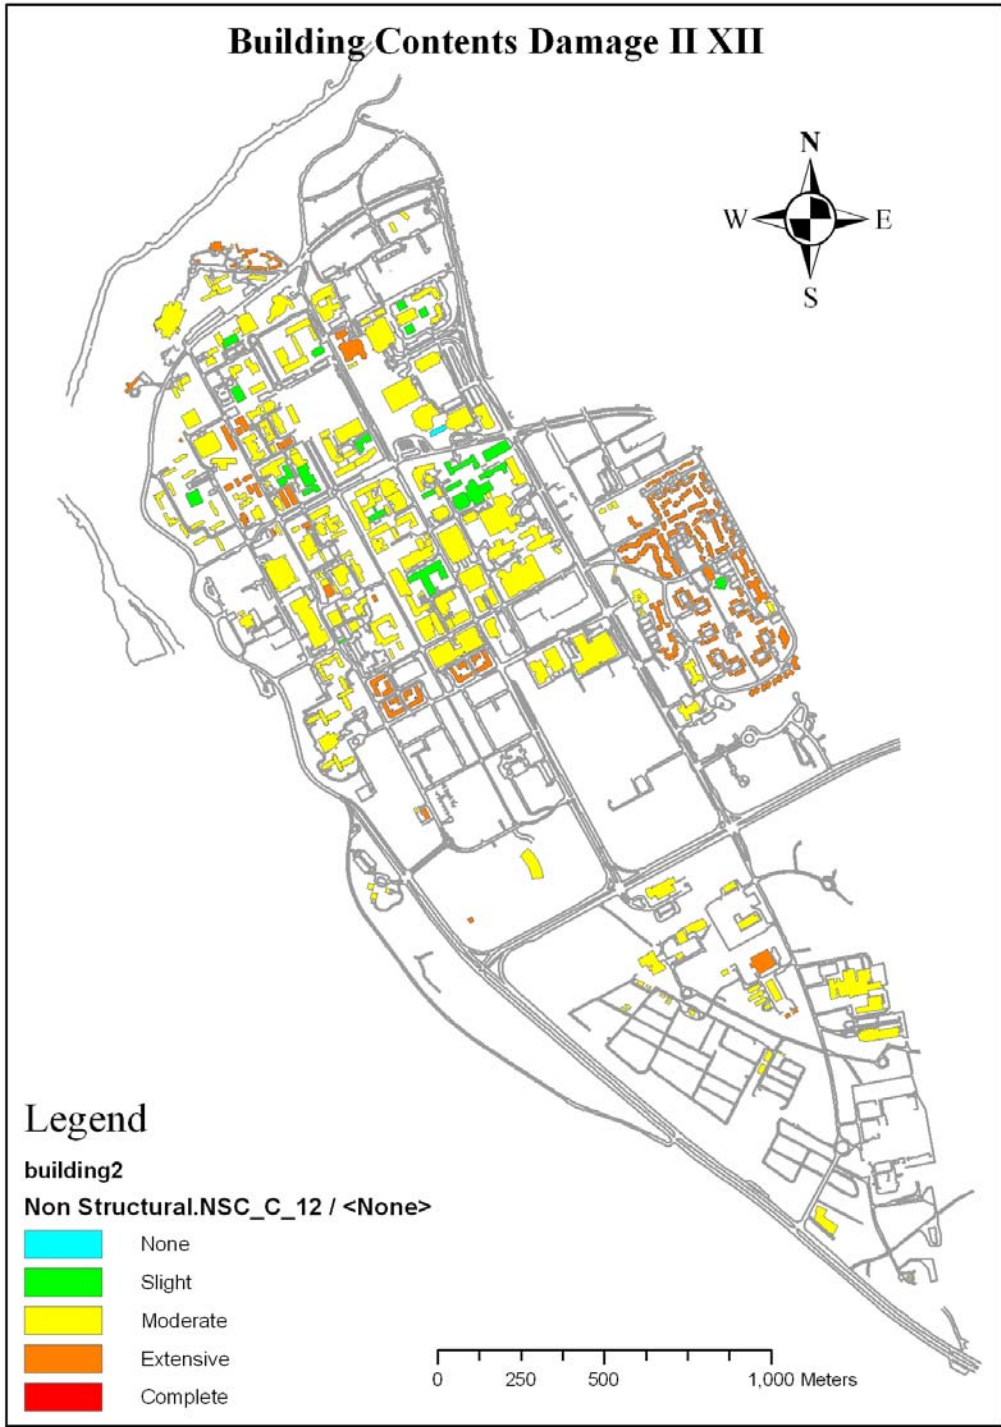 Building Contents Damage II XII
N
W
E
S
Legend
building2
Non Structural.NSC_C_12 / <None>
None
Slight
Moderate
Extensive
Complete
0 250 500 1,000 Meters